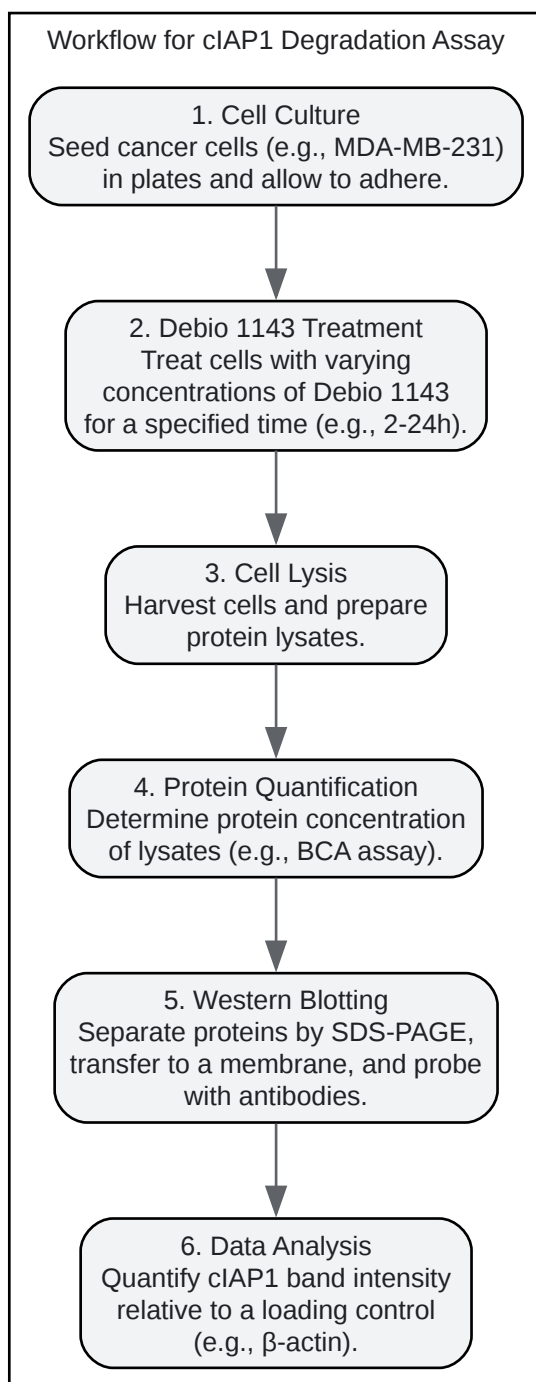 Workflow for cIAP1 Degradation Assay
1. Cell Culture
Seed cancer cells (e.g., MDA-MB-231)
in plates and allow to adhere.
2. Debio 1143 Treatment
Treat cells with varying
concentrations of Debio 1143
for a specified time (e.g., 2-24h).
3. Cell Lysis
Harvest cells and prepare
protein lysates.
4. Protein Quantification
Determine protein concentration
of lysates (e.g., BCA assay).
5. Western Blotting
Separate proteins by SDS-PAGE,
transfer to a membrane, and probe
with antibodies.
6. Data Analysis
Quantify cIAP1 band intensity
relative to a loading control
(e.g., β-actin).